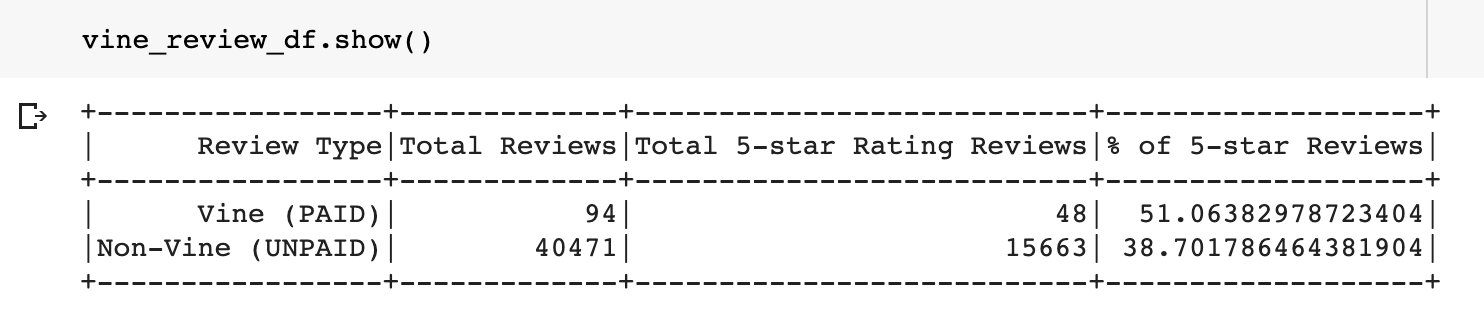 vine_review_df.show()
+-----------------+-------------+--------------------------+------------------+
|      Review Type|Total Reviews|Total 5-star Rating Reviews|% of 5-star Reviews|
+-----------------+-------------+--------------------------+------------------+
|      Vine (PAID)|           94|                         48|  51.06382978723404|
|Non-Vine (UNPAID)|        40471|                      15663| 38.701786464381904|
+-----------------+-------------+--------------------------+------------------+